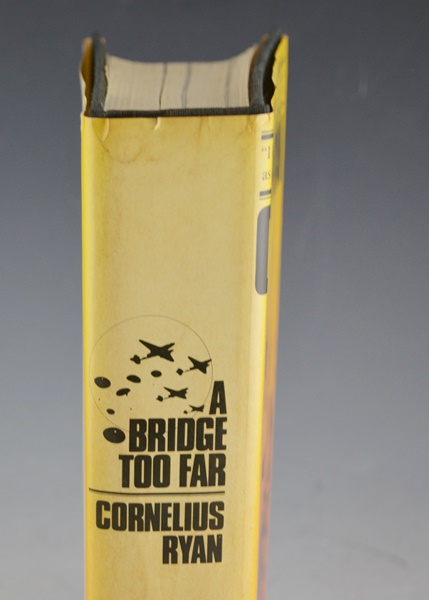 A
BRIDGE
TOO FAR
CORNELIUS
RYAN